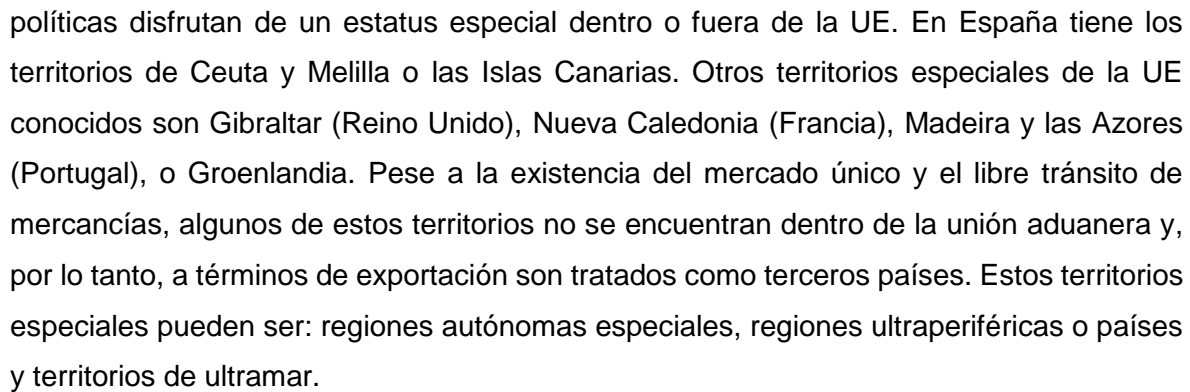 políticas disfrutan de un estatus especial dentro o fuera de la UE. En España tiene los
territorios de Ceuta y Melilla o las Islas Canarias. Otros territorios especiales de la UE
conocidos son Gibraltar (Reino Unido), Nueva Caledonia (Francia), Madeira y las Azores
(Portugal), o Groenlandia. Pese a la existencia del mercado único y el libre tránsito de
mercancías, algunos de estos territorios no se encuentran dentro de la unión aduanera y,
por lo tanto, a términos de exportación son tratados como terceros países. Estos territorios
especiales pueden ser: regiones autónomas especiales, regiones ultraperiféricas o países
y territorios de ultramar.